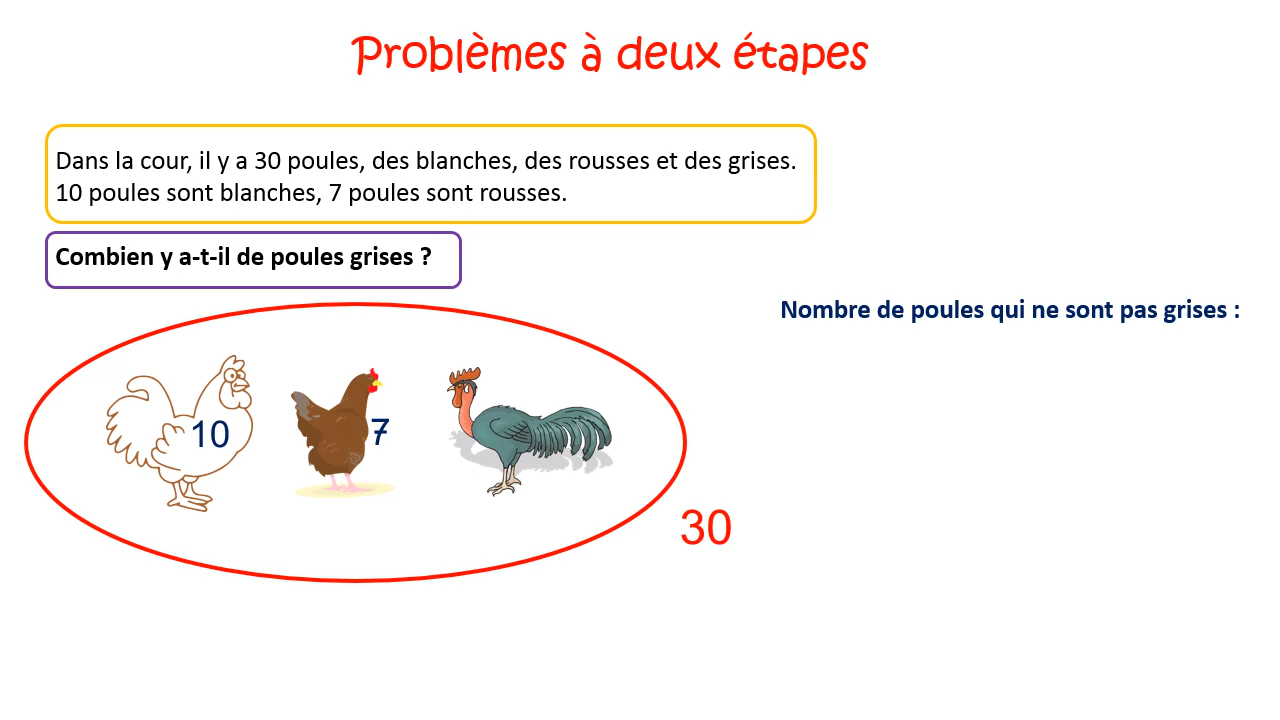 Problèmes à deux étapes
Dans la cour, il y a 30 poules, des blanches, des rousses et des grises.
10 poules sont blanches, 7 poules sont rousses.
Combien y a-t-il de poules grises ?
Nombre de poules qui ne sont pas grises :
10
7
30